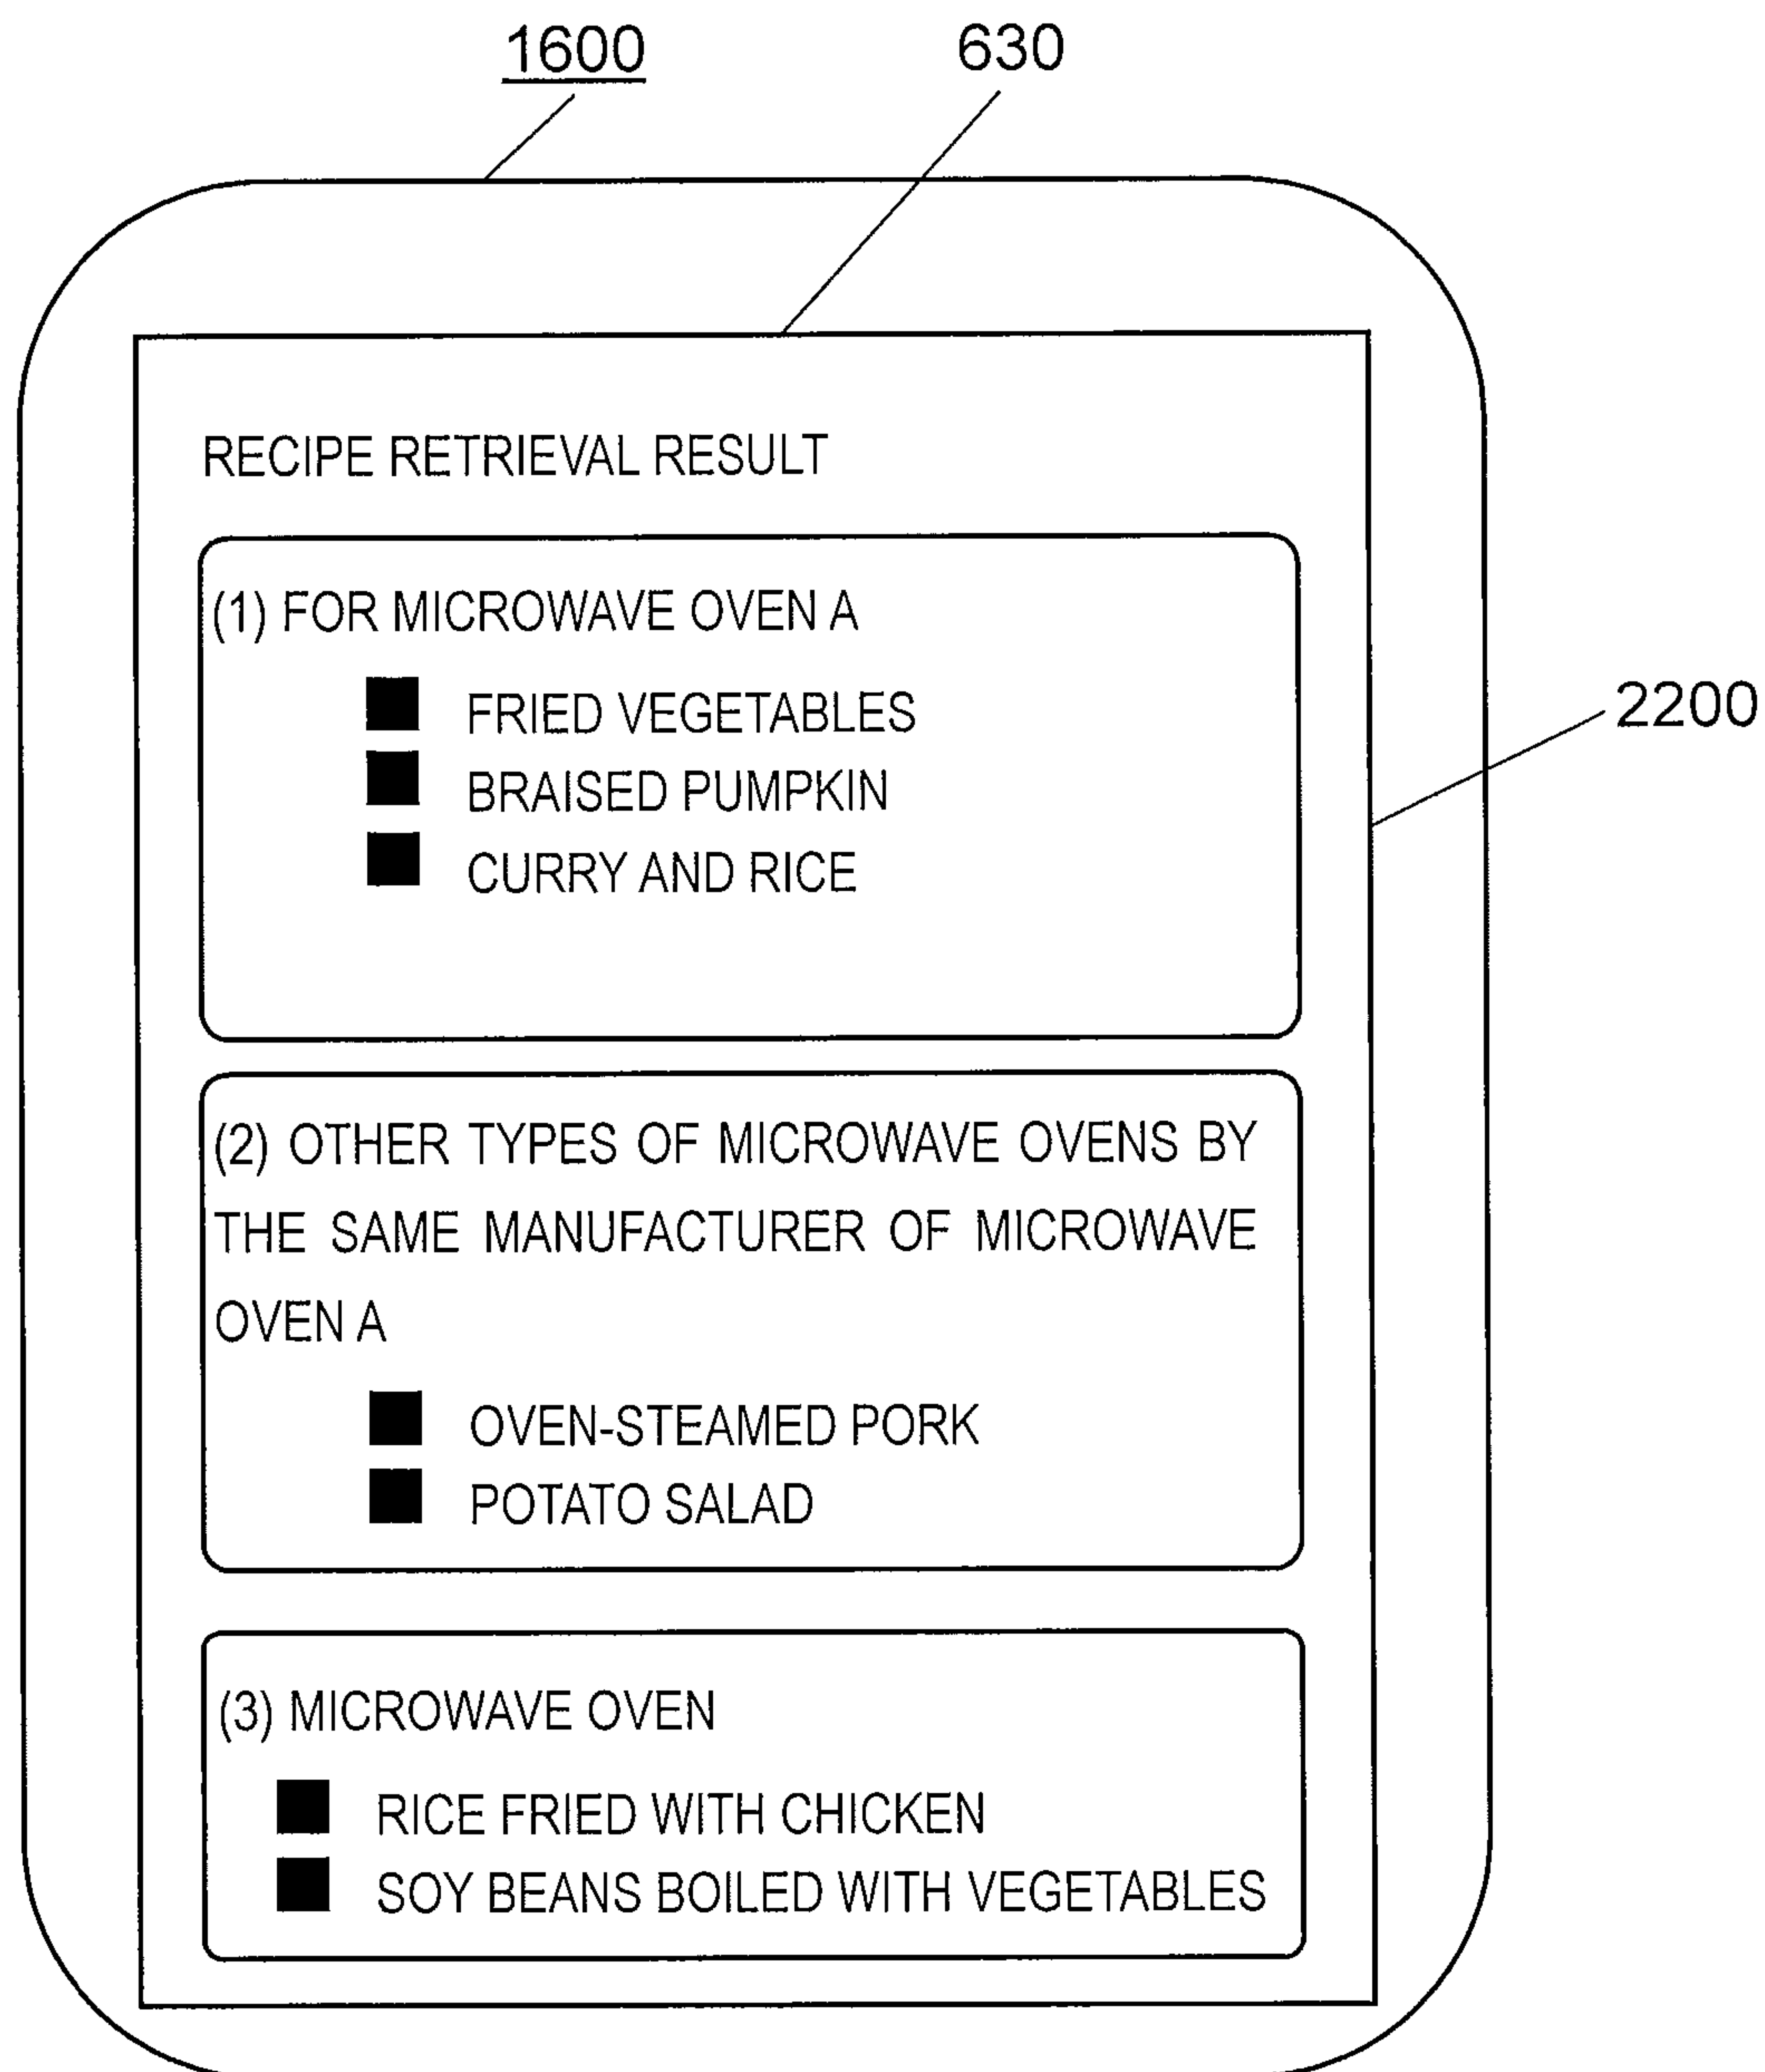 1600
630
RECIPE RETRIEVAL RESULT
(1) FOR MICROWAVE OVEN A
FRIED VEGETABLES
BRAISED PUMPKIN
CURRY AND RICE
2200
(2) OTHER TYPES OF MICROWAVE OVENS BY
THE SAME MANUFACTURER OF MICROWAVE
OVEN A
OVEN-STEAMED PORK
POTATO SALAD
(3) MICROWAVE OVEN
RICE FRIED WITH CHICKEN
SOY BEANS BOILED WITH VEGETABLES